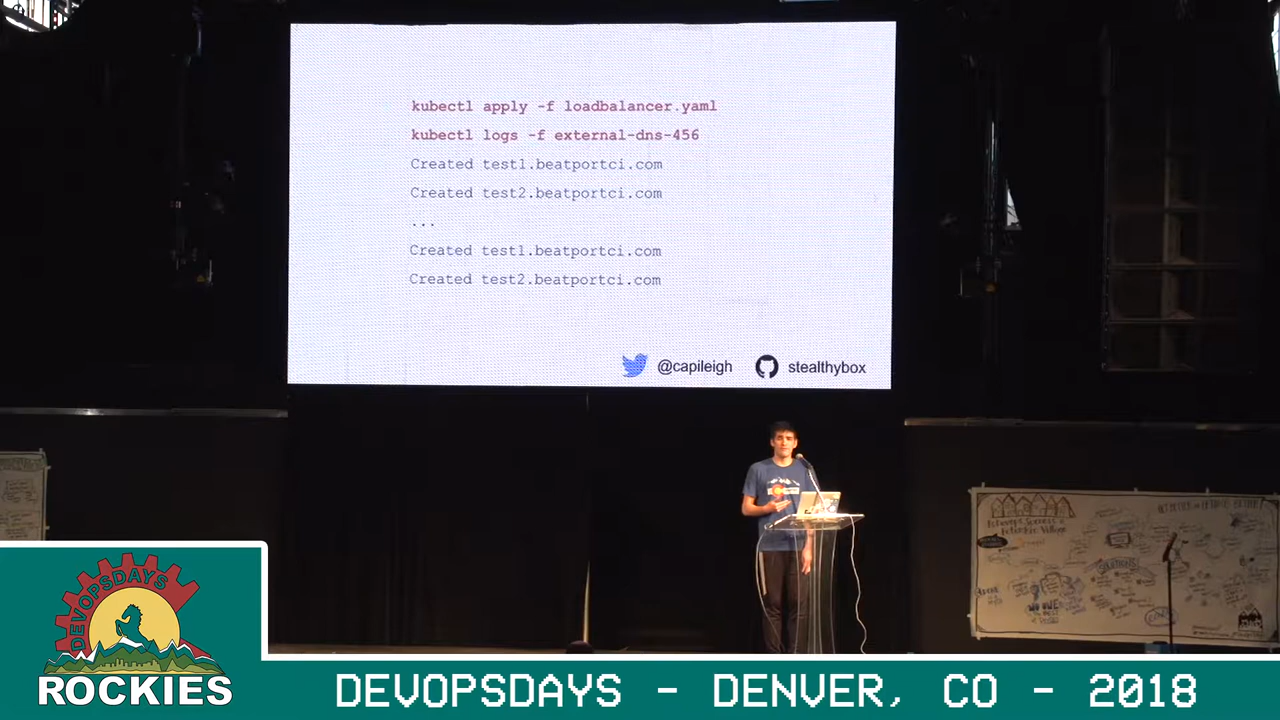 kubectl apply -f loadbalancer.yaml
kubectl logs -f external-dns-456
Created test1.beatportci.com
Created test2.beatportci.com
...
Created test1.beatportci.com
Created test2.beatportci.com
@capileigh stealthybox
DEVOPSDAYS
ROCKIES
DEVOPSDAYS - DENVER, CO - 2018